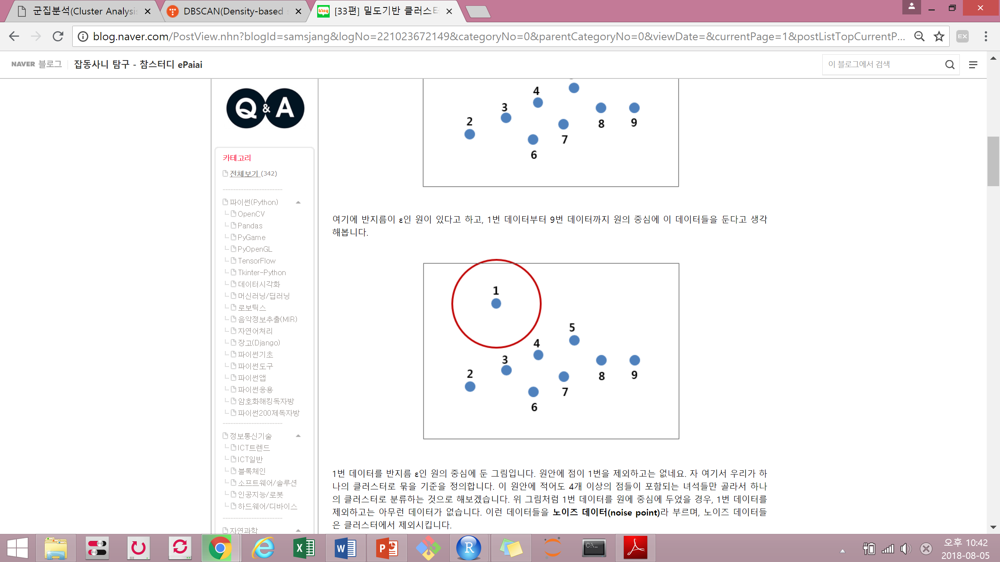 군집분석(Cluster Analysis
DBSCAN(Density-based
[33편] 밀도기반 클러스터
blog.naver.com/PostView.nhn?blogId=samsjang&logNo=221023672149&categoryNo=0&parentCategoryNo=0&viewDate=&currentPage=1&postListTopCurrentP...
EX
NAVER 블로그
잡동사니 탐구 - 참스터디 ePaiai
이 블로그에서 검색
Q & A
카테고리
전체보기 (342)
파이썬(Python)
OpenCV
Pandas
PyGame
PyOpenGL
TensorFlow
Tkinter-Python
데이터시각화
머신러닝/딥러닝
로보틱스
음악정보추출(MIR)
자연어처리
장고(Django)
파이썬기초
파이썬도구
파이썬앱
파이썬응용
암호화해킹독자방
파이썬200제독자방
정보통신기술
ICT트렌드
ICT일반
블록체인
소프트웨어/솔루션
인공지능/로봇
하드웨어/디바이스
자연과학
4
3
2
8
9
7
6
여기에 반지름이 ε인 원이 있다고 하고, 1번 데이터부터 9번 데이터까지 원의 중심에 이 데이터들을 둔다고 생각
해봅니다.
1
5
4
3
2
8
9
7
6
1번 데이터를 반지름 ε인 원의 중심에 둔 그림입니다. 원안에 점이 1번을 제외하고는 없네요. 자 여기서 우리가 하
나의 클러스터로 묶을 기준을 정의합니다. 이 원안에 적어도 4개 이상의 점들이 포함되는 녀석들만 골라서 하나
의 클러스터로 분류하는 것으로 해보겠습니다. 위 그림처럼 1번 데이터를 원에 중심에 두었을 경우, 1번 데이터를
제외하고는 아무런 데이터가 없습니다. 이런 데이터들을 노이즈 데이터(noise point)라 부르며, 노이즈 데이터들
은 클러스터에서 제외시킵니다.
오후 10:42
2018-08-05